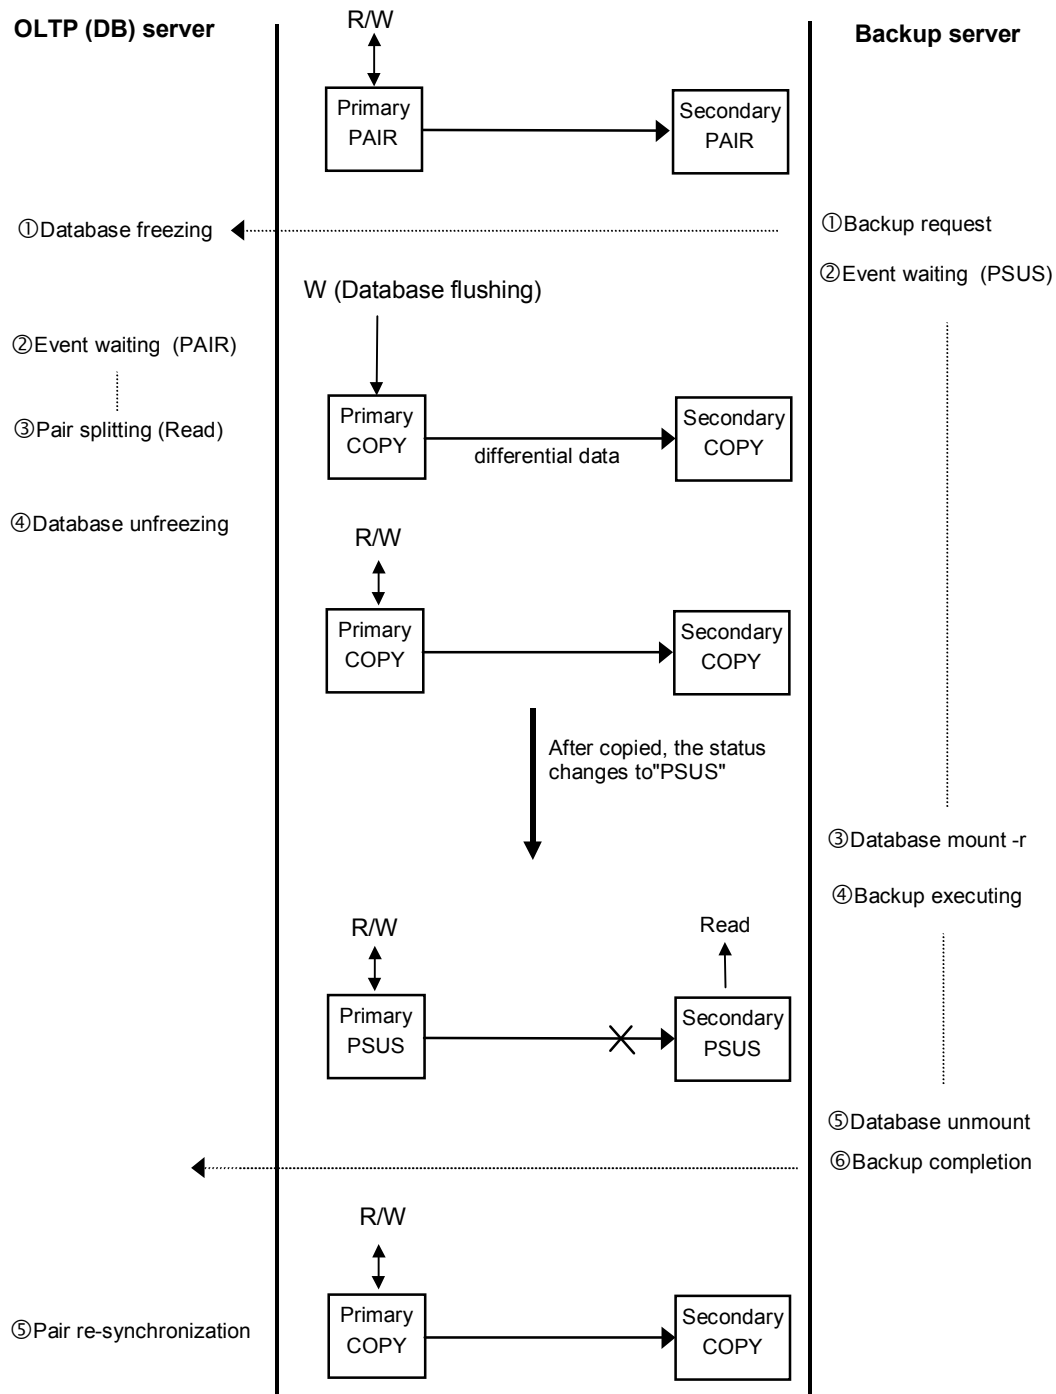 OLTP (DB) server
R/W
Backup server
Primary
PAIR
Secondary
PAIR
①Database freezing
①Backup request
②Event waiting (PSUS)
W (Database flushing)
②Event waiting (PAIR)
③Pair splitting (Read)
Primary
COPY
differential data
Secondary
COPY
④Database unfreezing
R/W
Primary
COPY
Secondary
COPY
After copied, the status
changes to"PSUS"
③Database mount -r
④Backup executing
R/W
Read
Primary
PSUS
Secondary
PSUS
⑤Database unmount
⑥Backup completion
R/W
⑤Pair re-synchronization
Primary
COPY
Secondary
COPY